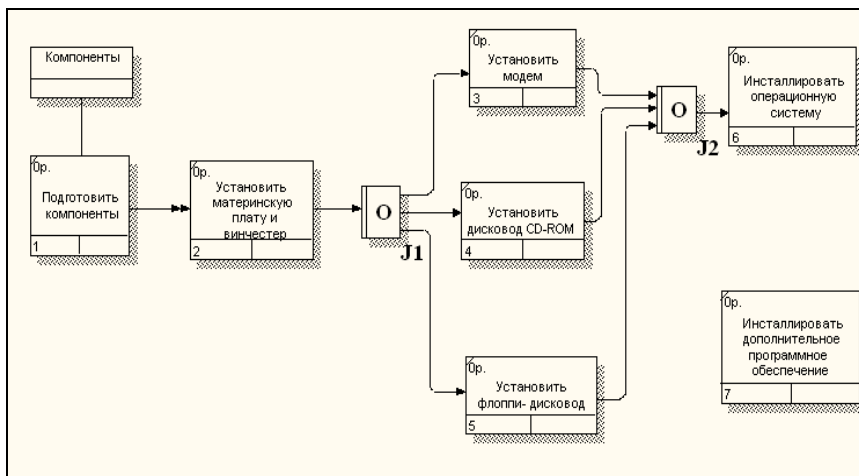 Компоненты
0р.
Подготовить
компоненты
1
0р.
Установить
материнскую
плату и
винчестер
2
O
J1
0р.
Установить
модем
3
0р.
Установить
дисковод CD-ROM
4
0р.
Установить
флоппи- дисковод
5
O
J2
0р.
Инсталлировать
операционную
систему
6
0р.
Инсталлировать
дополнительное
программное
обеспечение
7